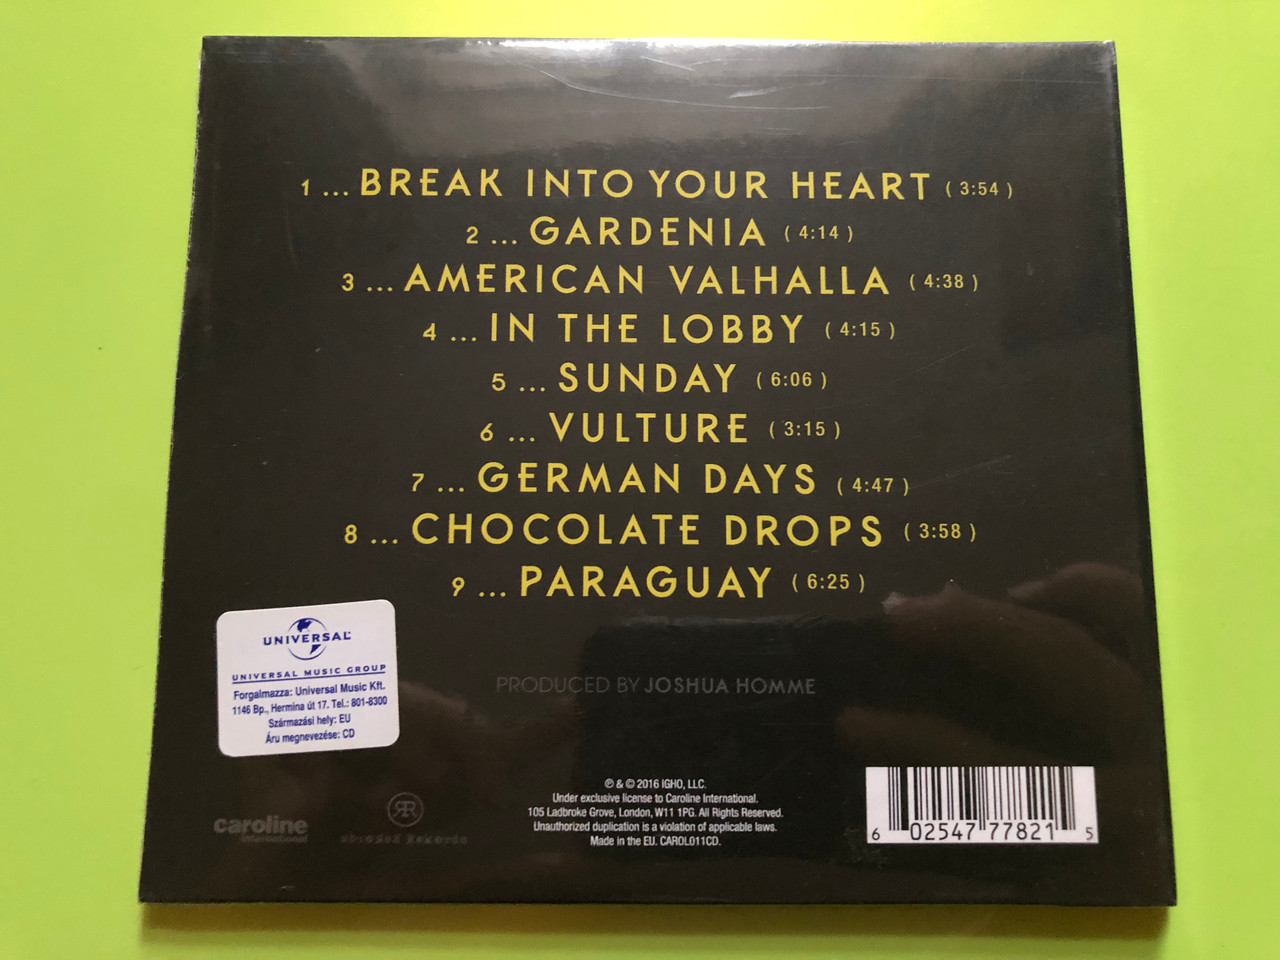 1 ... BREAK INTO YOUR HEART ( 3:54 )
2 ... GARDENIA ( 4:14 )
3 ... AMERICAN VALHALLA ( 4:38 )
4 ... IN THE LOBBY ( 4:15 )
5 ... SUNDAY ( 6:06 )
6 ... VULTURE ( 3:15 )
7 ... GERMAN DAYS ( 4:47 )
8 ... CHOCOLATE DROPS ( 3:58 )
9 ... PARAGUAY ( 6:25 )
PRODUCED BY JOSHUA HOMME
UNIVERSAL
UNIVERSAL MUSIC GROUP
Forgalmazza: Universal Music Kft.
1146 Bp., Hermina út 17. Tel.: 801-8300
Származási hely: EU
Áru megnevezése: CD
caroline
international
Rekords
℗ & © 2016 IGHO, LLC.
Under exclusive license to Caroline International.
105 Ladbroke Grove, London, W11 1PG. All Rights Reserved.
Unauthorized duplication is a violation of applicable laws.
Made in the EU. CAROL011CD.
6 02547 77821 5